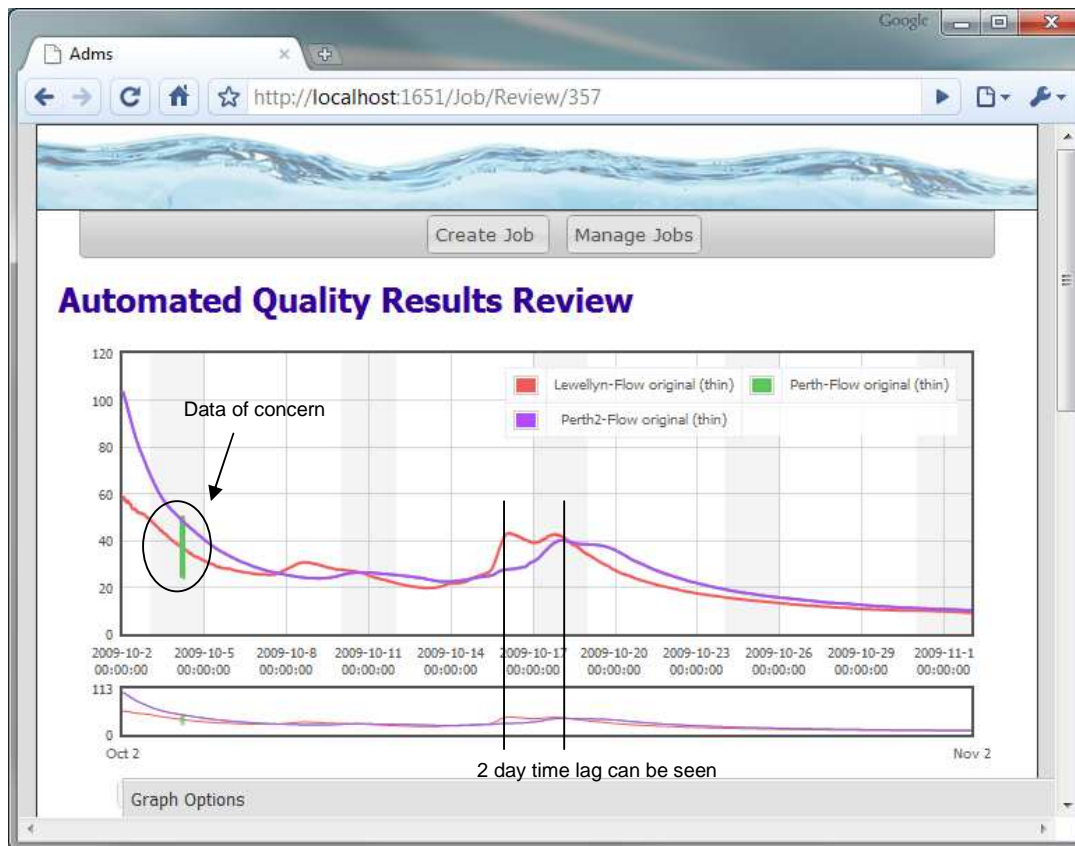 Google
Adms
http://localhost:1651/Job/Review/357
Create Job Manage Jobs
Automated Quality Results Review
120
100
80
60
40
20
0
Data of concern
Lewellyn-Flow original (thin) Perth-Flow original (thin)
Perth2-Flow original (thin)
2009-10-2 2009-10-5 2009-10-8 2009-10-11 2009-10-14 2009-10-17 2009-10-20 2009-10-23 2009-10-26 2009-10-29 2009-11-1
00:00:00 00:00:00 00:00:00 00:00:00 00:00:00 00:00:00 00:00:00 00:00:00 00:00:00 00:00:00 00:00:00
113
0
Oct 2 Nov 2
2 day time lag can be seen
Graph Options